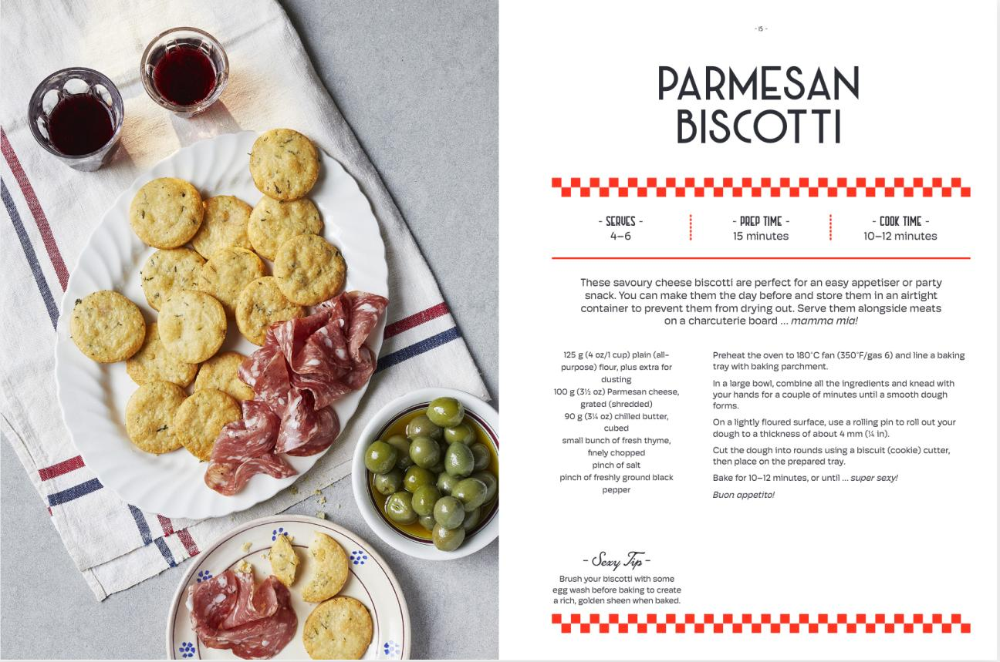 - 15 -
PARMESAN
BISCOTTI
- SERVES -
4–6
- PREP TIME -
15 minutes
- COOK TIME -
10–12 minutes
These savoury cheese biscotti are perfect for an easy appetiser or party
snack. You can make them the day before and store them in an airtight
container to prevent them from drying out. Serve them alongside meats
on a charcuterie board ... mamma mia!
125 g (4 oz/1 cup) plain (all-
purpose) flour, plus extra for
dusting
100 g (3½ oz) Parmesan cheese,
grated (shredded)
90 g (3¼ oz) chilled butter,
cubed
small bunch of fresh thyme,
finely chopped
pinch of salt
pinch of freshly ground black
pepper
Preheat the oven to 180°C fan (350°F/gas 6) and line a baking
tray with baking parchment.
In a large bowl, combine all the ingredients and knead with
your hands for a couple of minutes until a smooth dough
forms.
On a lightly floured surface, use a rolling pin to roll out your
dough to a thickness of about 4 mm (¼ in).
Cut the dough into rounds using a biscuit (cookie) cutter,
then place on the prepared tray.
Bake for 10–12 minutes, or until ... super sexy!
Buon appetito!
- Sexy Tip -
Brush your biscotti with some
egg wash before baking to create
a rich, golden sheen when baked.